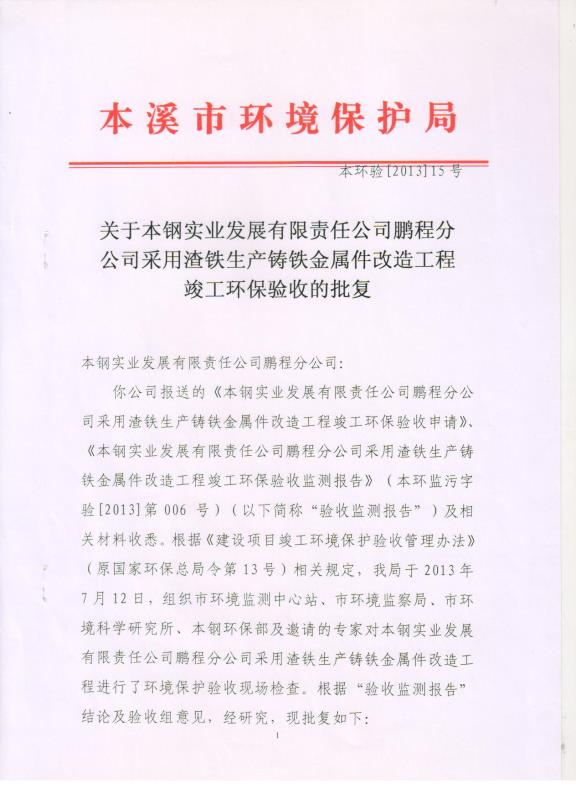 本溪市环境保护局
本环验[2013]15号
关于本钢实业发展有限责任公司鹏程分
公司采用渣铁生产铸铁金属件改造工程
竣工环保验收的批复
本钢实业发展有限责任公司鹏程分公司：
你公司报送的《本钢实业发展有限责任公司鹏程分公
司采用渣铁生产铸铁金属件改造工程竣工环保验收申请》、
《本钢实业发展有限责任公司鹏程分公司采用渣铁生产铸
铁金属件改造工程竣工环保验收监测报告》（本环监污字
验[2013]第006 号）（以下简称“验收监测报告”）及相
关材料收悉。根据《建设项目竣工环境保护验收管理办法》
（原国家环保总局令第13号）相关规定，我局于2013年
7月12日，组织市环境监测中心站、市环境监察局、市环
境科学研究所、本钢环保部及邀请的专家对本钢实业发展
有限责任公司鹏程分公司采用渣铁生产铸铁金属件改造工
程进行了环境保护验收现场检查。根据“验收监测报告”
结论及验收组意见，经研究，现批复如下：
1